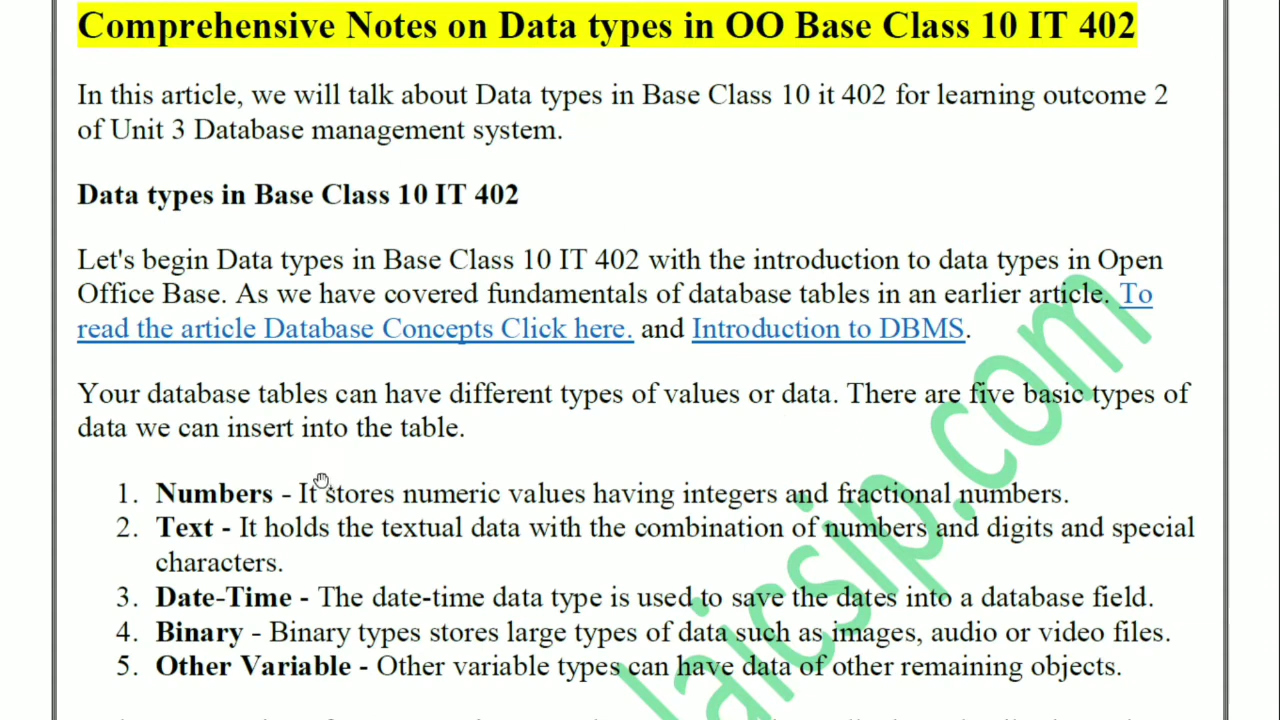 Comprehensive Notes on Data types in OO Base Class 10 IT 402
In this article, we will talk about Data types in Base Class 10 it 402 for learning outcome 2
of Unit 3 Database management system.
Data types in Base Class 10 IT 402
Let's begin Data types in Base Class 10 IT 402 with the introduction to data types in Open
Office Base. As we have covered fundamentals of database tables in an earlier article. To
read the article Database Concepts Click here. and Introduction to DBMS.
Your database tables can have different types of values or data. There are five basic types of
data we can insert into the table.
1. Numbers - It stores numeric values having integers and fractional numbers.
2. Text - It holds the textual data with the combination of numbers and digits and special
characters.
3. Date-Time - The date-time data type is used to save the dates into a database field.
4. Binary - Binary types stores large types of data such as images, audio or video files.
5. Other Variable - Other variable types can have data of other remaining objects.
laicsip.com